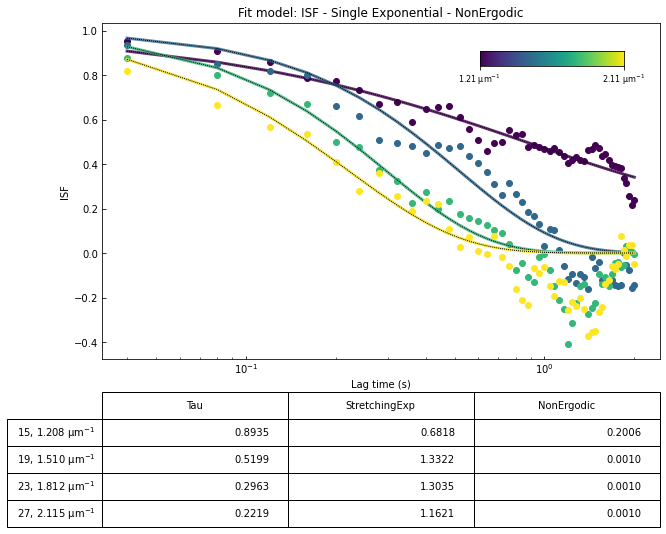 Fit model: ISF - Single Exponential - NonErgodic
1.0
0.8
0.6
0.4
0.2
0.0
−0.2
−0.4
ISF
1.21 μm⁻¹ 2.11 μm⁻¹
10⁻¹ 10⁰
Lag time (s)
Tau StretchingExp NonErgodic
15, 1.208 μm⁻¹ 0.8935 0.6818 0.2006
19, 1.510 μm⁻¹ 0.5199 1.3322 0.0010
23, 1.812 μm⁻¹ 0.2963 1.3035 0.0010
27, 2.115 μm⁻¹ 0.2219 1.1621 0.0010